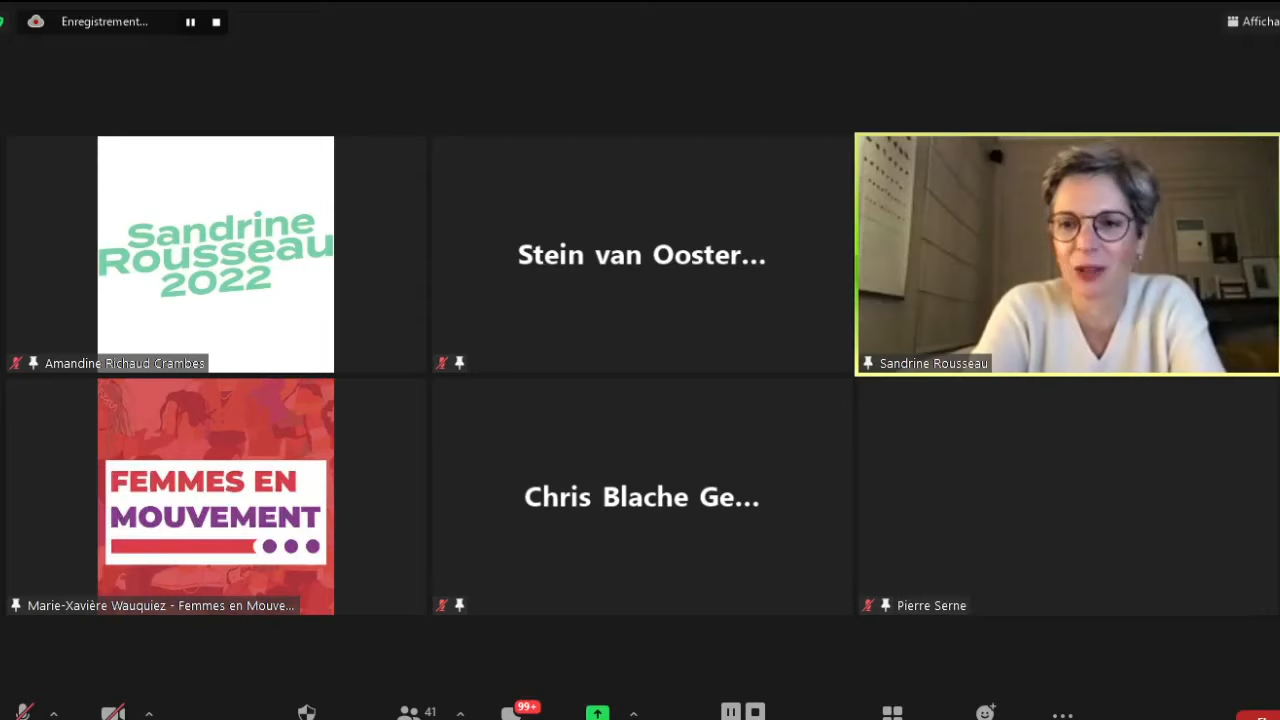 Enregistrement...
Afficha
Sandrine
Rousseau
2022
Amandine Richaud Crambes
Stein van Ooster...
Sandrine Rousseau
FEMMES EN
MOUVEMENT
Marie-Xavière Wauquiez - Femmes en Mouve...
Chris Blache Ge...
Pierre Serne
41
99+